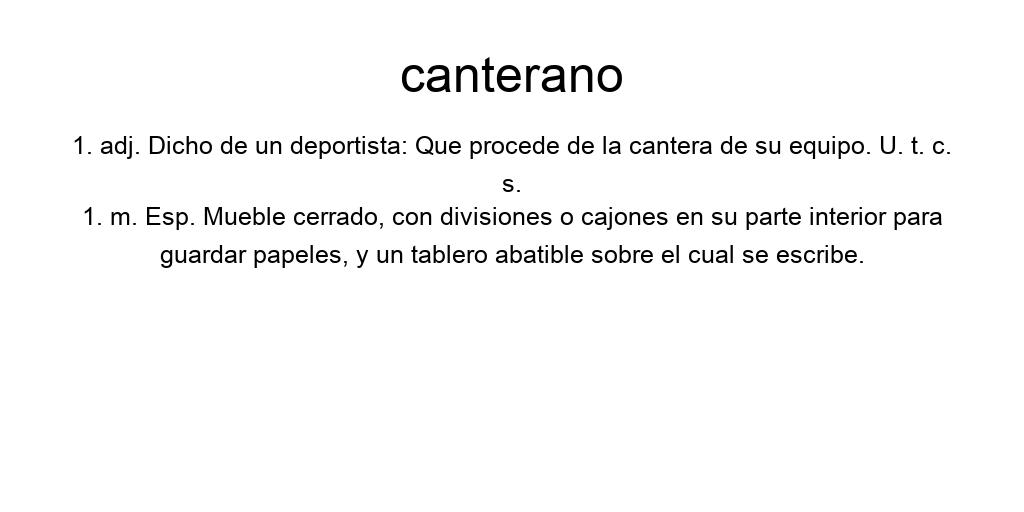 canterano
1. adj. Dicho de un deportista: Que procede de la cantera de su equipo. U. t. c.
s.
1. m. Esp. Mueble cerrado, con divisiones o cajones en su parte interior para
guardar papeles, y un tablero abatible sobre el cual se escribe.